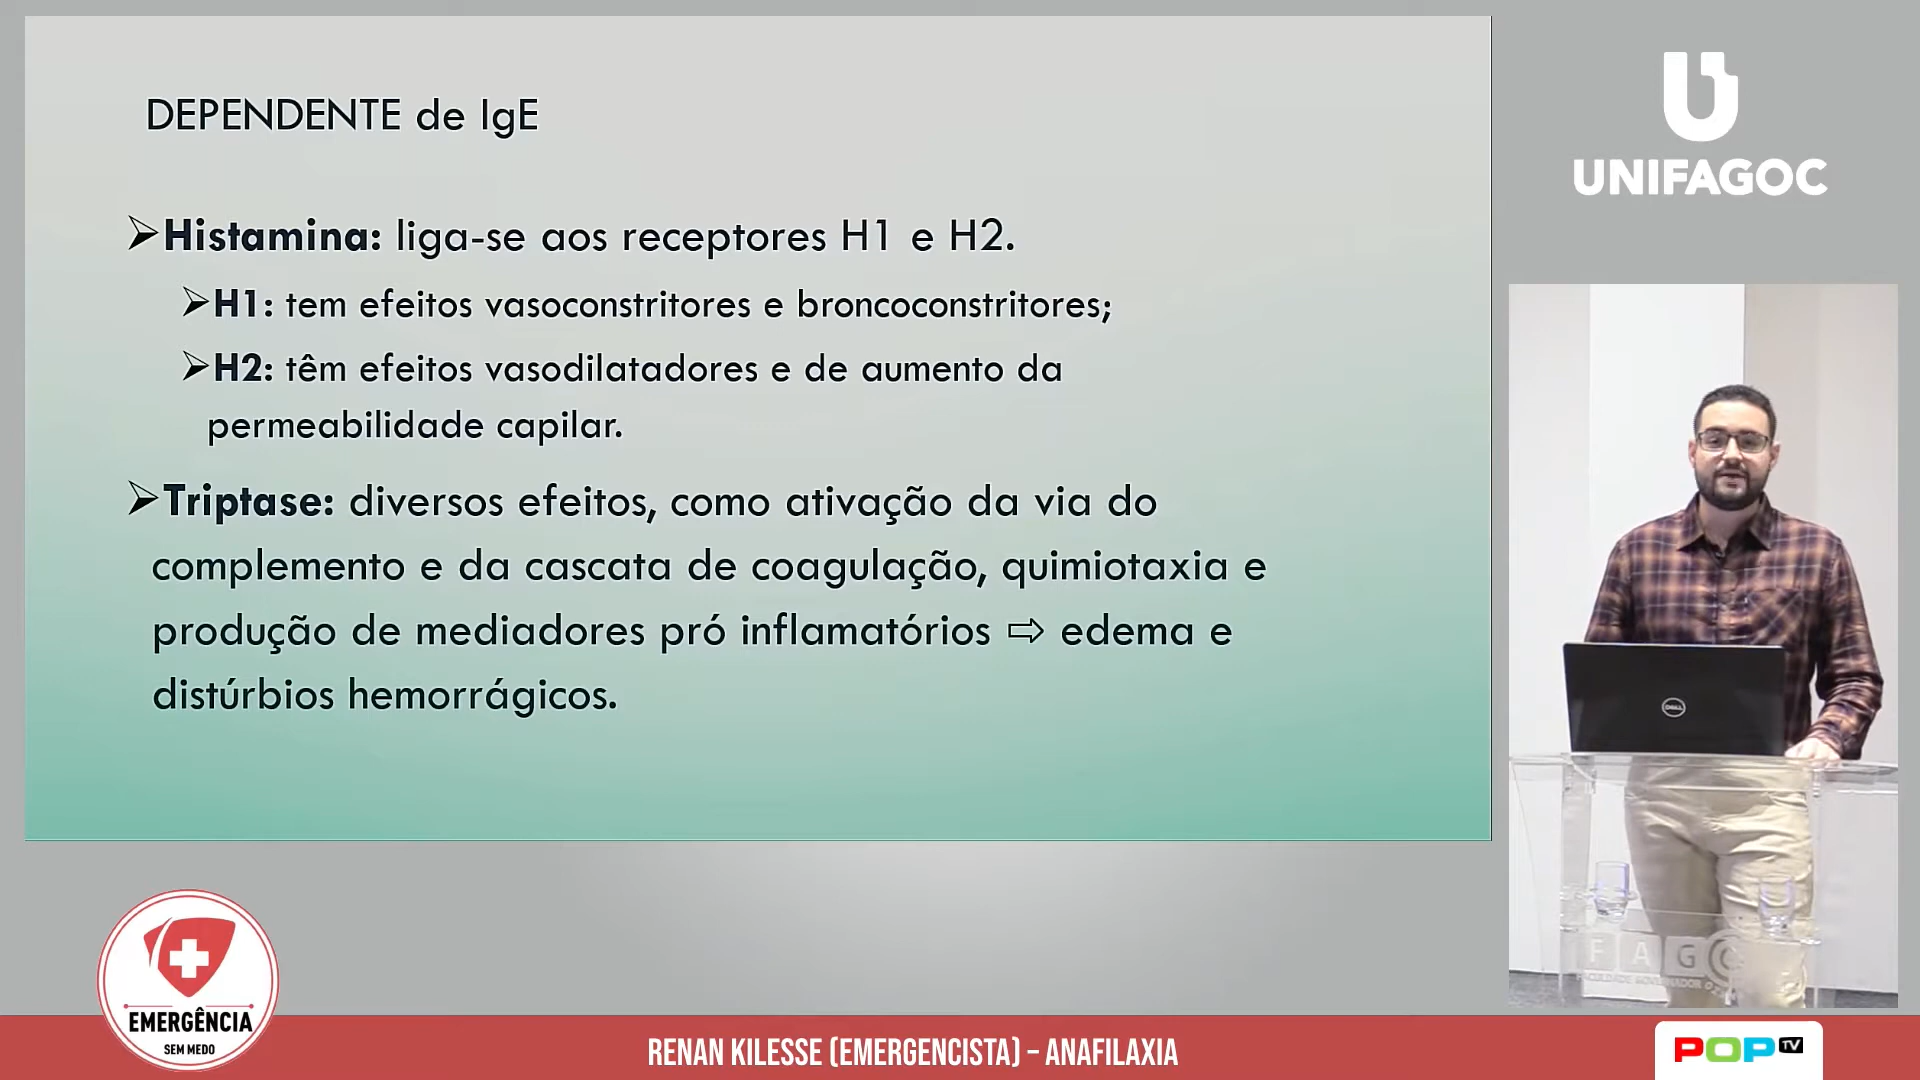 DEPENDENTE de IgE
Histamina: liga-se aos receptores H1 e H2.
H1: tem efeitos vasoconstritores e broncoconstritores;
H2: têm efeitos vasodilatadores e de aumento da
permeabilidade capilar.
Triptase: diversos efeitos, como ativação da via do
complemento e da cascata de coagulação, quimiotaxia e
produção de mediadores pró inflamatórios ⇨ edema e
distúrbios hemorrágicos.
UNIFAGOC
DELL
FAGOC
EMERGÊNCIA
SEM MEDO
RENAN KILESSE (EMERGENCISTA) – ANAFILAXIA
POP TV